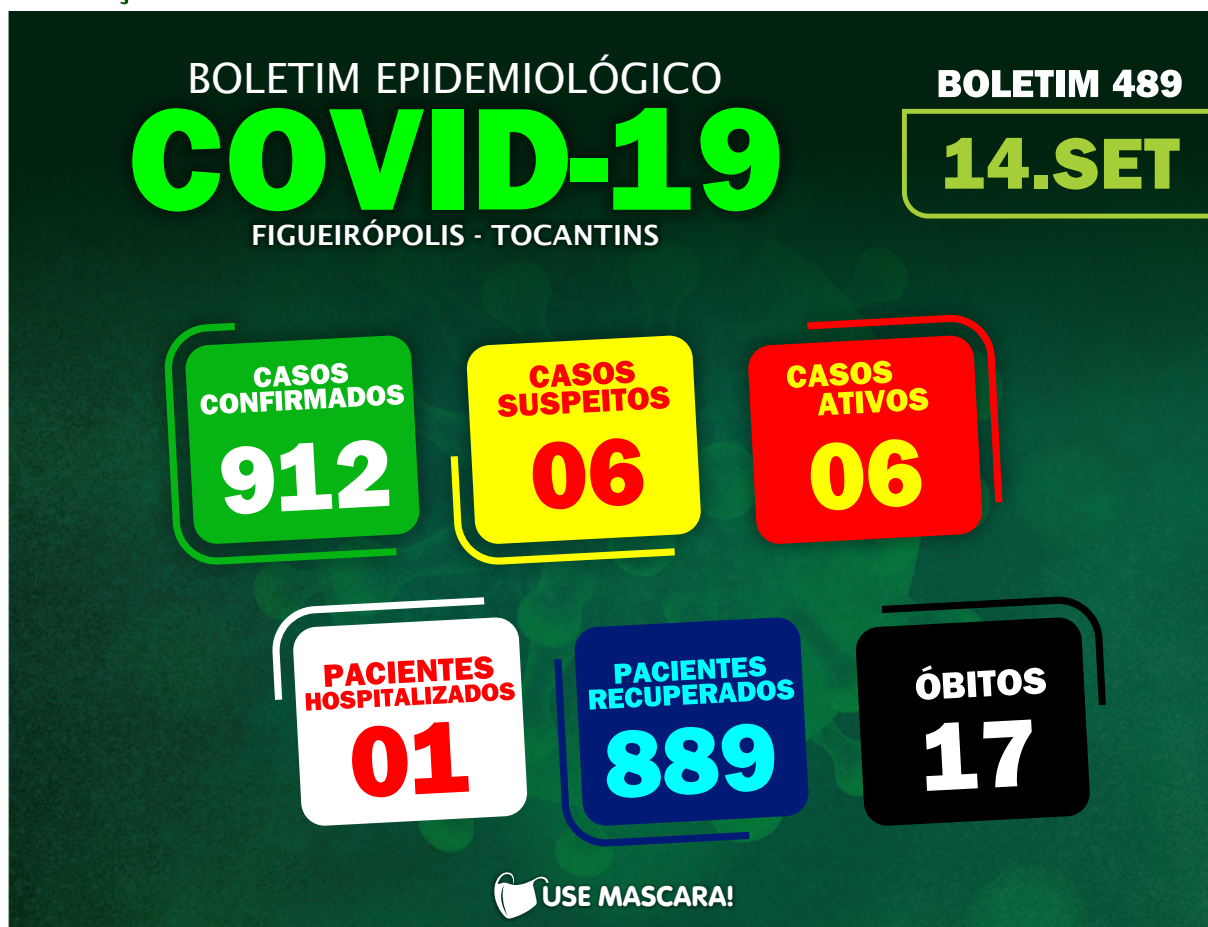 BOLETIM EPIDEMIOLÓGICO
COVID-19
FIGUEIRÓPOLIS - TOCANTINS
BOLETIM 489
14.SET
CASOS
CONFIRMADOS
912
CASOS
SUSPEITOS
06
CASOS
ATIVOS
06
PACIENTES
HOSPITALIZADOS
01
PACIENTES
RECUPERADOS
889
ÓBITOS
17
USE MASCARA!